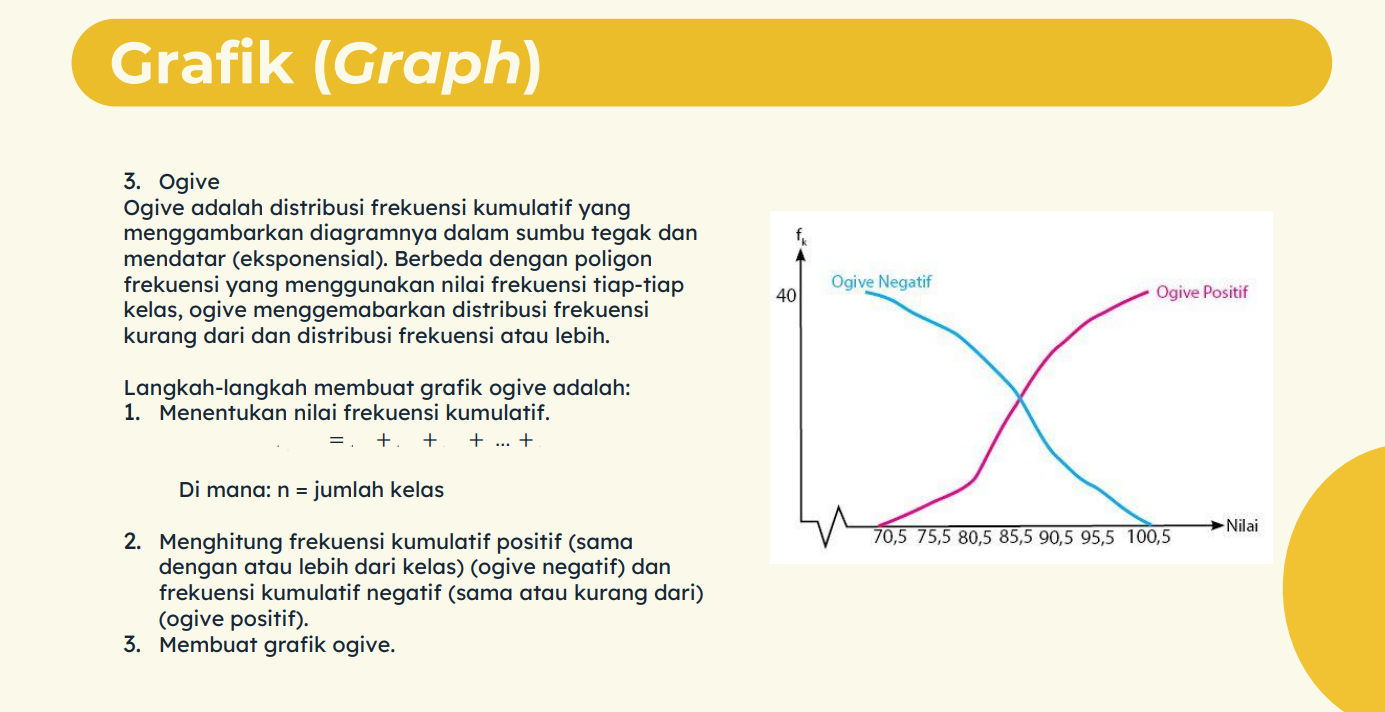 Grafik (Graph)
3. Ogive
Ogive adalah distribusi frekuensi kumulatif yang
menggambarkan diagramnya dalam sumbu tegak dan
mendatar (eksponensial). Berbeda dengan poligon
frekuensi yang menggunakan nilai frekuensi tiap-tiap
kelas, ogive menggemabarkan distribusi frekuensi
kurang dari dan distribusi frekuensi atau lebih.
Langkah-langkah membuat grafik ogive adalah:
1. Menentukan nilai frekuensi kumulatif.
= + + + ... +
Di mana: n = jumlah kelas
2. Menghitung frekuensi kumulatif positif (sama
dengan atau lebih dari kelas) (ogive negatif) dan
frekuensi kumulatif negatif (sama atau kurang dari)
(ogive positif).
3. Membuat grafik ogive.
fk
Ogive Negatif
40
Ogive Positif
Nilai
70,5 75,5 80,5 85,5 90,5 95,5 100,5